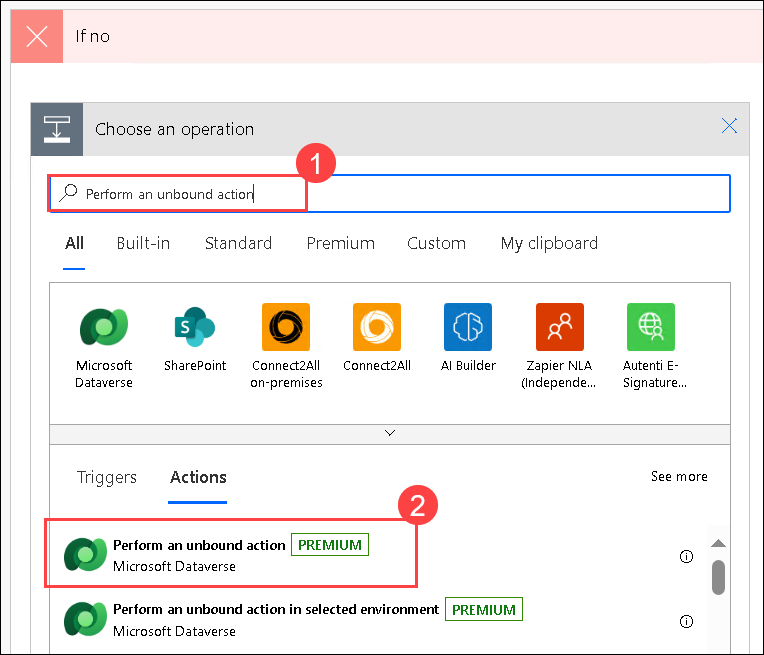 If no
Choose an operation
1
Perform an unbound action
All Built-in Standard Premium Custom My clipboard
Microsoft Dataverse
SharePoint
S
Connect2All on-premises
Connect2All
AI Builder
Zapier NLA (Independe...
Autenti E-Signature...
Triggers Actions See more
2
Perform an unbound action PREMIUM
Microsoft Dataverse
Perform an unbound action in selected environment PREMIUM
Microsoft Dataverse